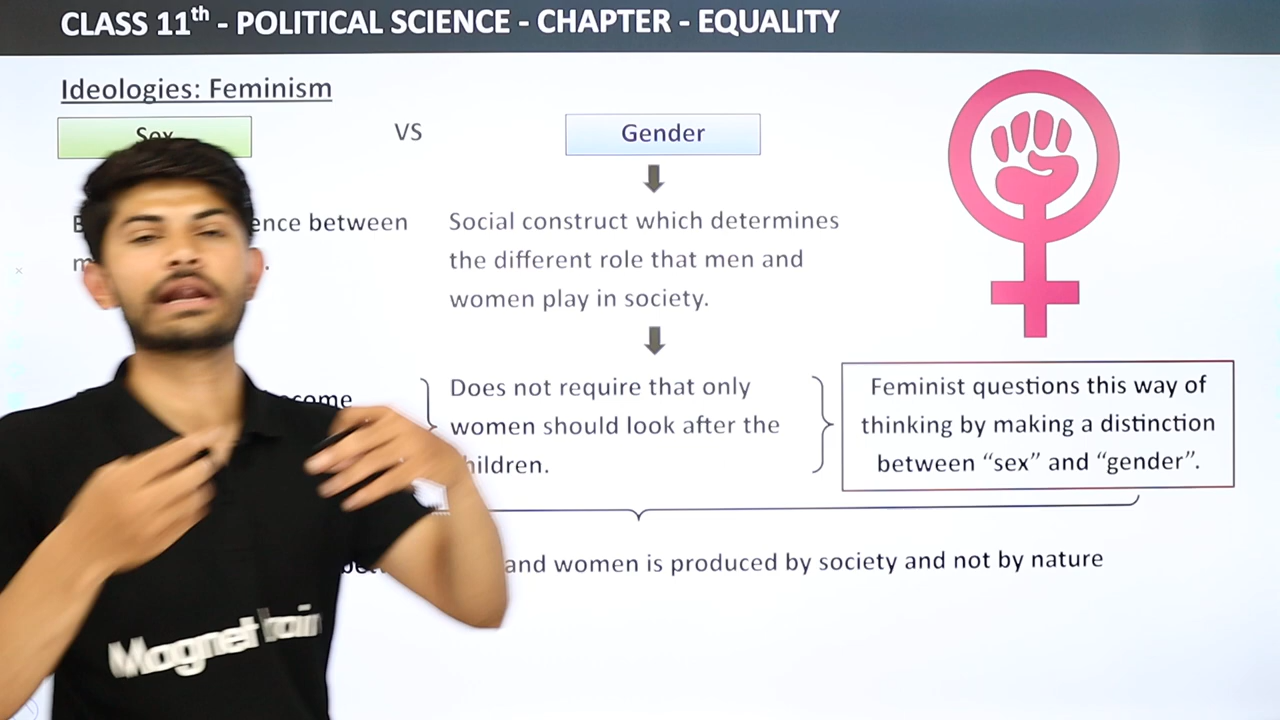 CLASS 11th - POLITICAL SCIENCE - CHAPTER - EQUALITY
Ideologies: Feminism
Sex
VS
Gender
between
Social construct which determines
the different role that men and
women play in society.
Does not require that only
women should look after the
children.
Feminist questions this way of
thinking by making a distinction
between “sex” and “gender”.
and women is produced by society and not by nature
Magnet